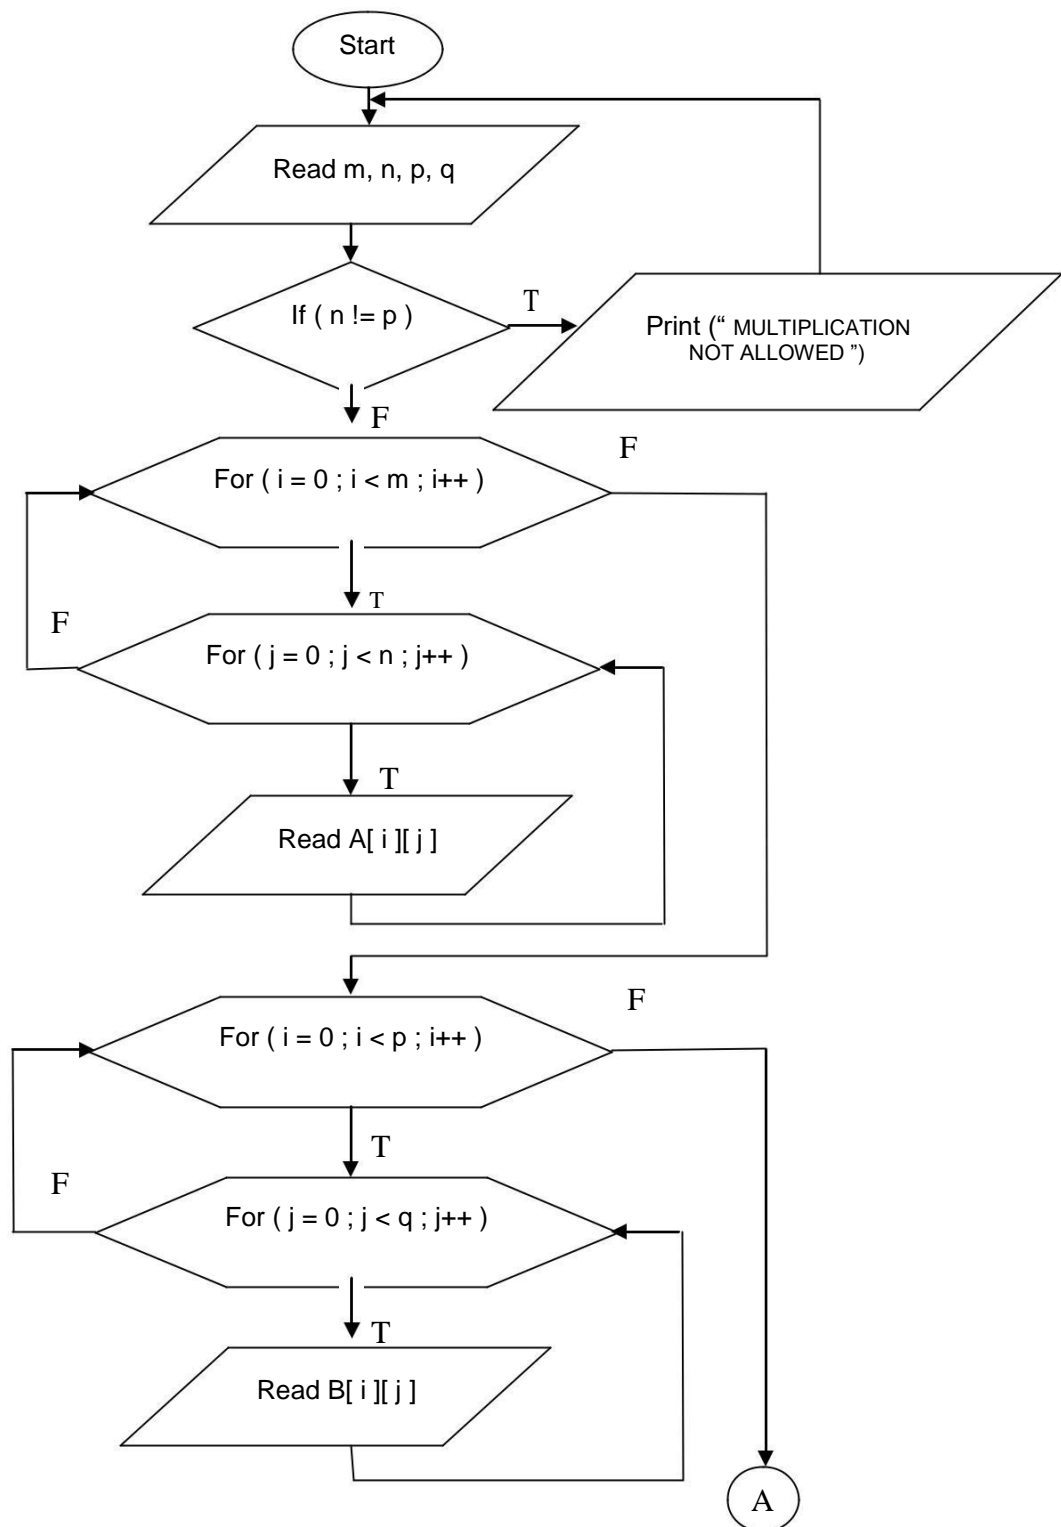 Start
Read m, n, p, q
If ( n != p )
T
Print (“ MULTIPLICATION
NOT ALLOWED ”)
F
F
For ( i = 0 ; i < m ; i++ )
T
F
For ( j = 0 ; j < n ; j++ )
T
Read A[ i ][ j ]
F
For ( i = 0 ; i < p ; i++ )
T
F
For ( j = 0 ; j < q ; j++ )
T
Read B[ i ][ j ]
A